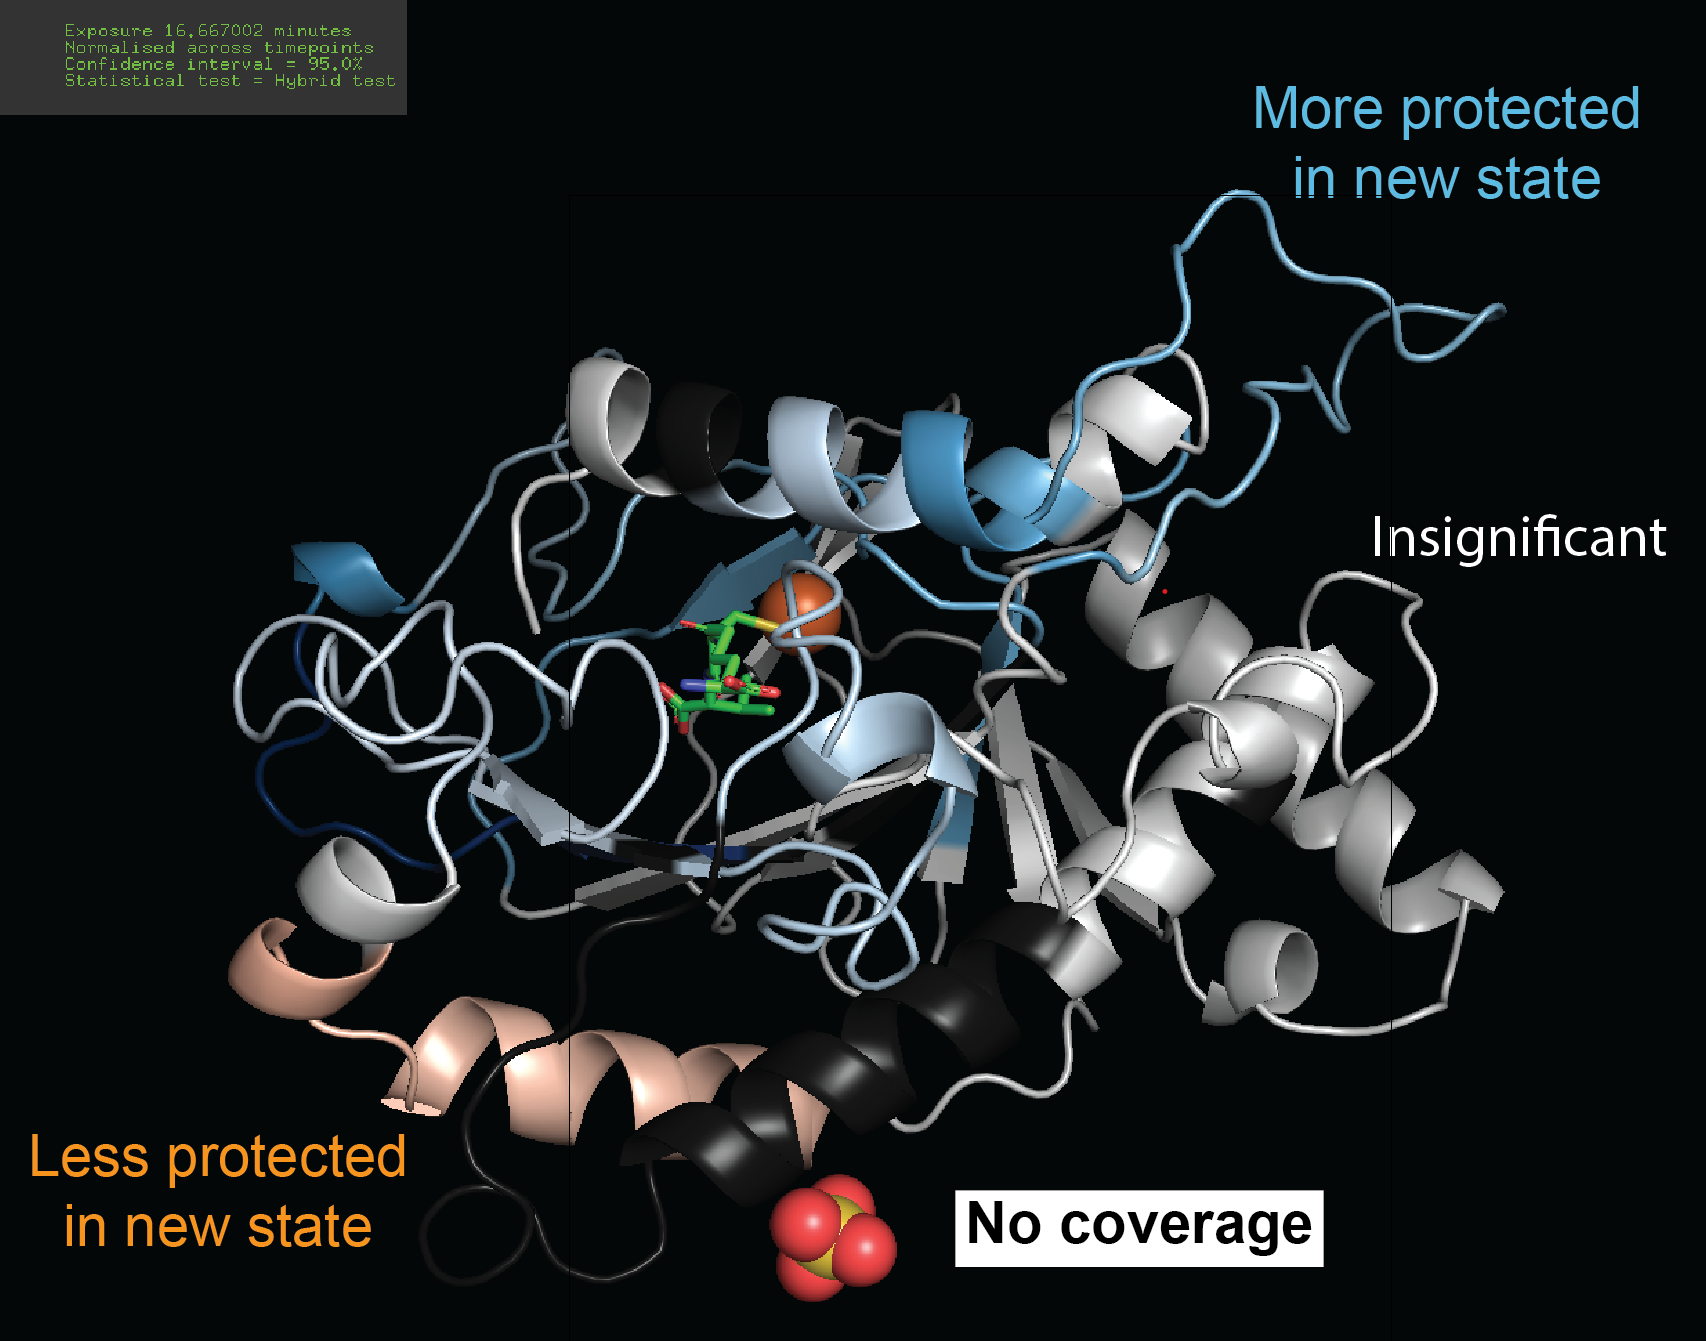 Exposure 16.667002 minutes
Normalised across timepoints
Confidence interval = 95.0%
Statistical test = Hybrid test
More protected
in new state
Insignificant
Less protected
in new state
No coverage